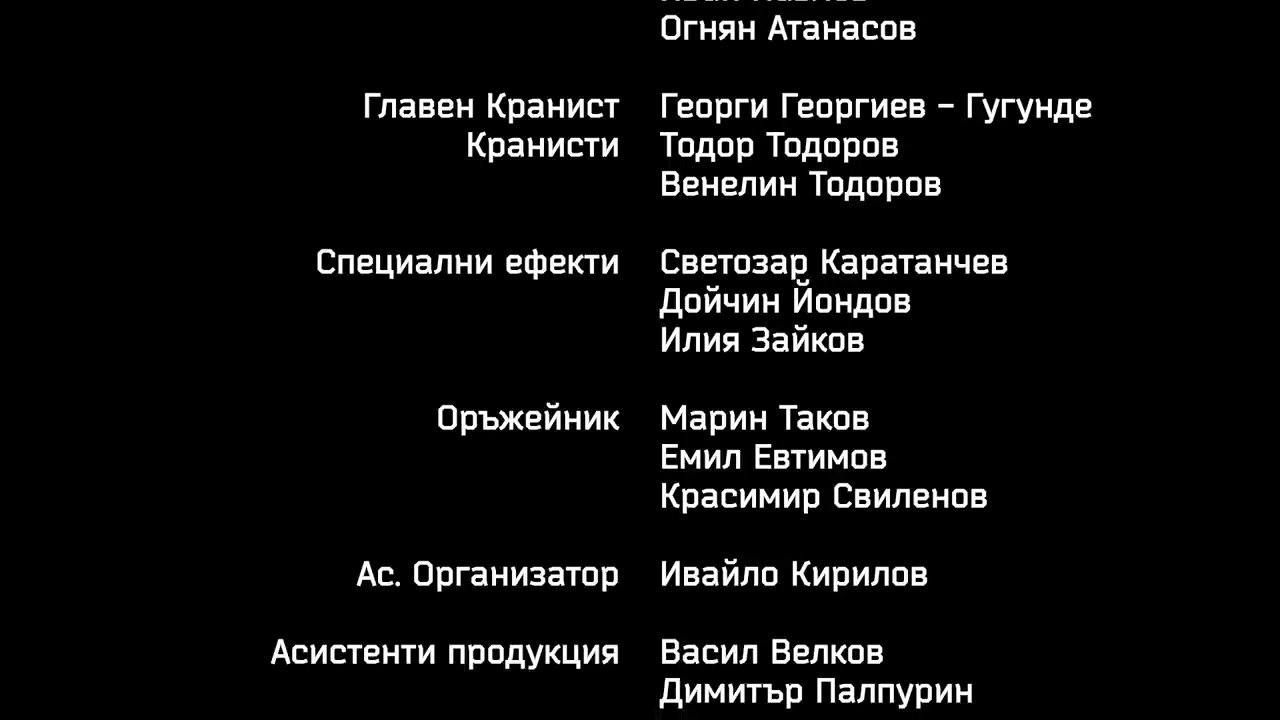 Огнян Атанасов
Главен Кранист Георги Георгиев - Гугунде
Кранисти Тодор Тодоров
Венелин Тодоров
Специални ефекти Светозар Каратанчев
Дойчин Йондов
Илия Зайков
Оръжейник Марин Таков
Емил Евтимов
Красимир Свиленов
Ас. Организатор Ивайло Кирилов
Асистенти продукция Васил Велков
Димитър Палпурин